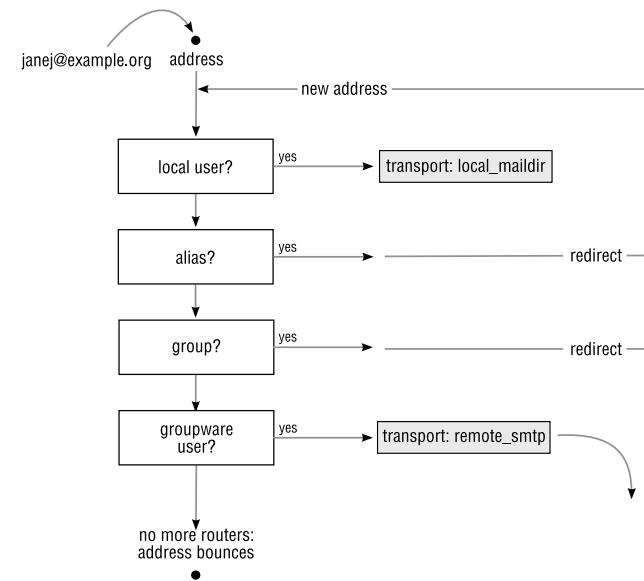 janej@example.org
address
new address
local user?
yes
transport: local_maildir
alias?
yes
redirect
group?
yes
redirect
groupware
user?
yes
transport: remote_smtp
no more routers:
address bounces